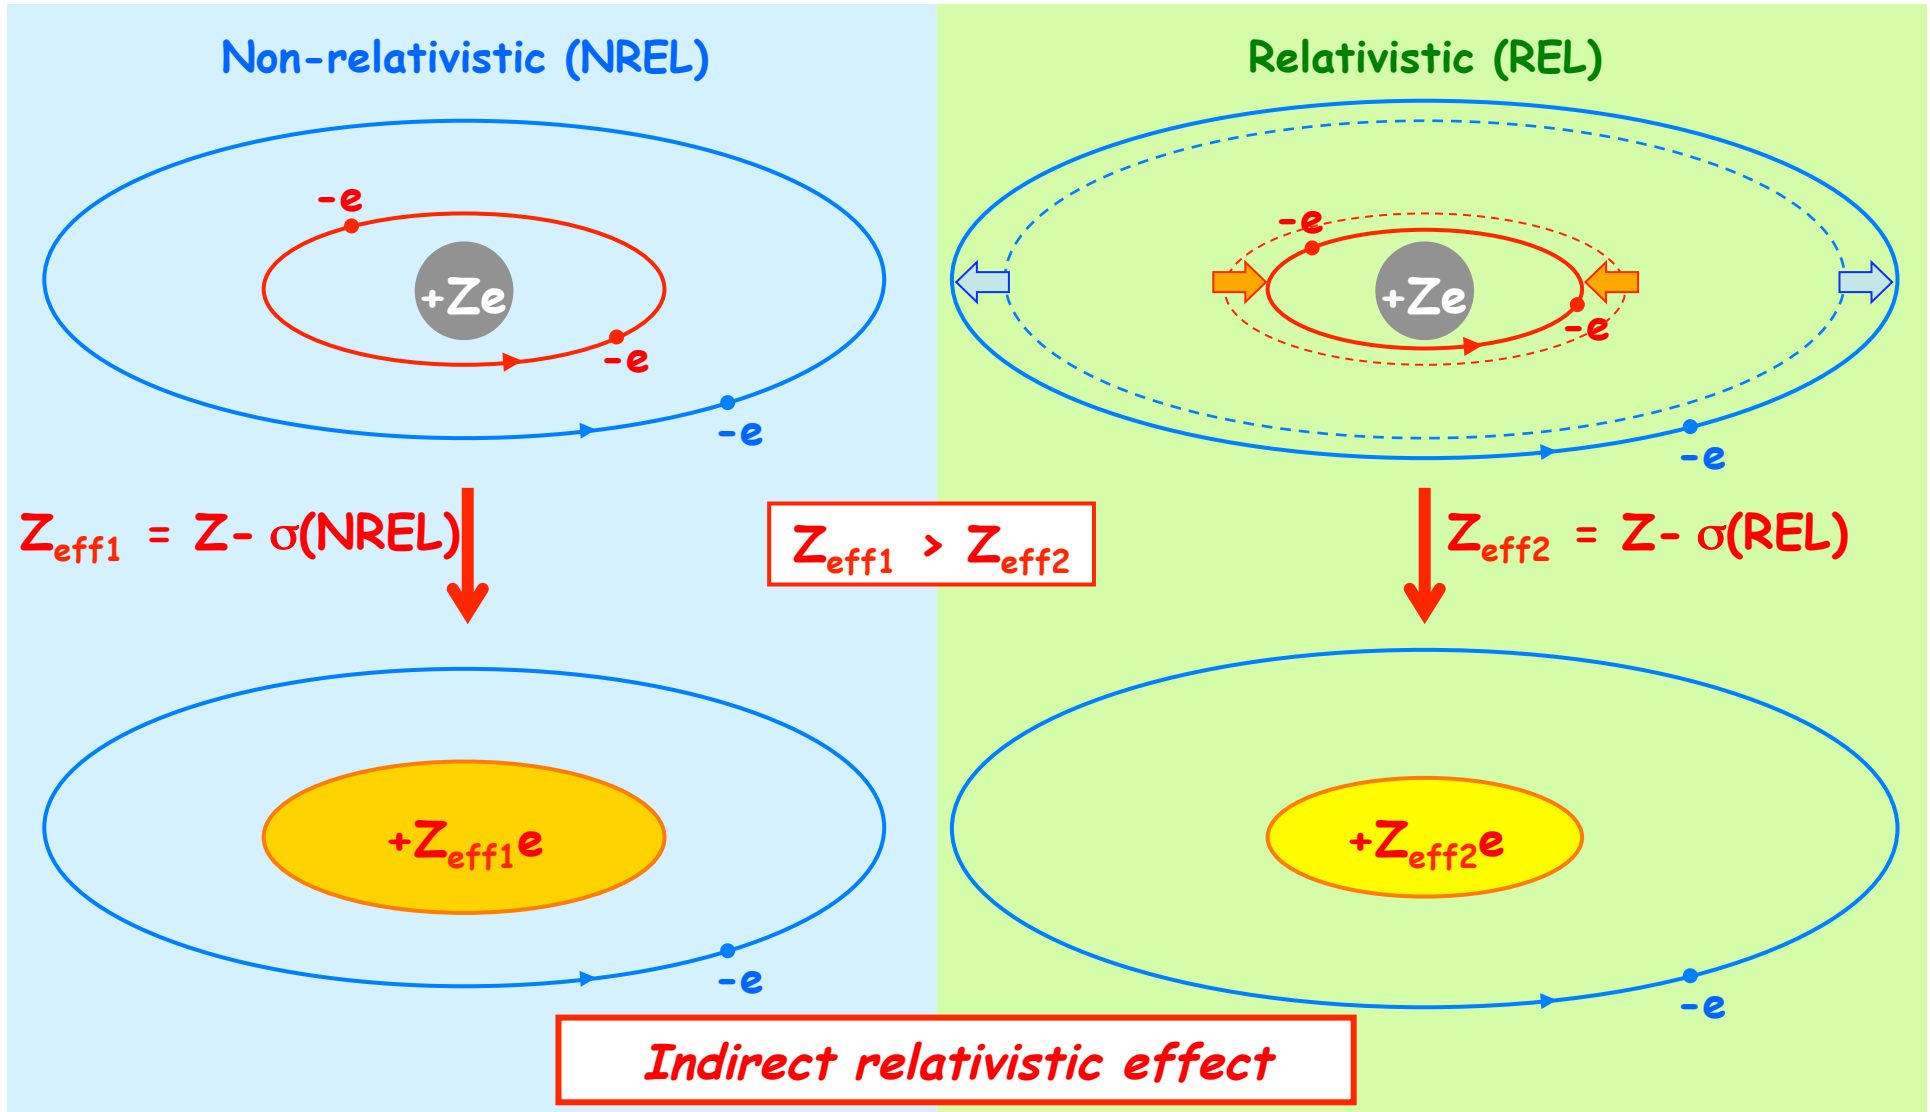 Non-relativistic (NREL)
Relativistic (REL)
-e
+Ze
-e
-e
-e
+Ze
-e
-e
Zeff1 = Z- σ(NREL)
Zeff1 > Zeff2
Zeff2 = Z- σ(REL)
+Zeff1e
-e
+Zeff2e
-e
Indirect relativistic effect